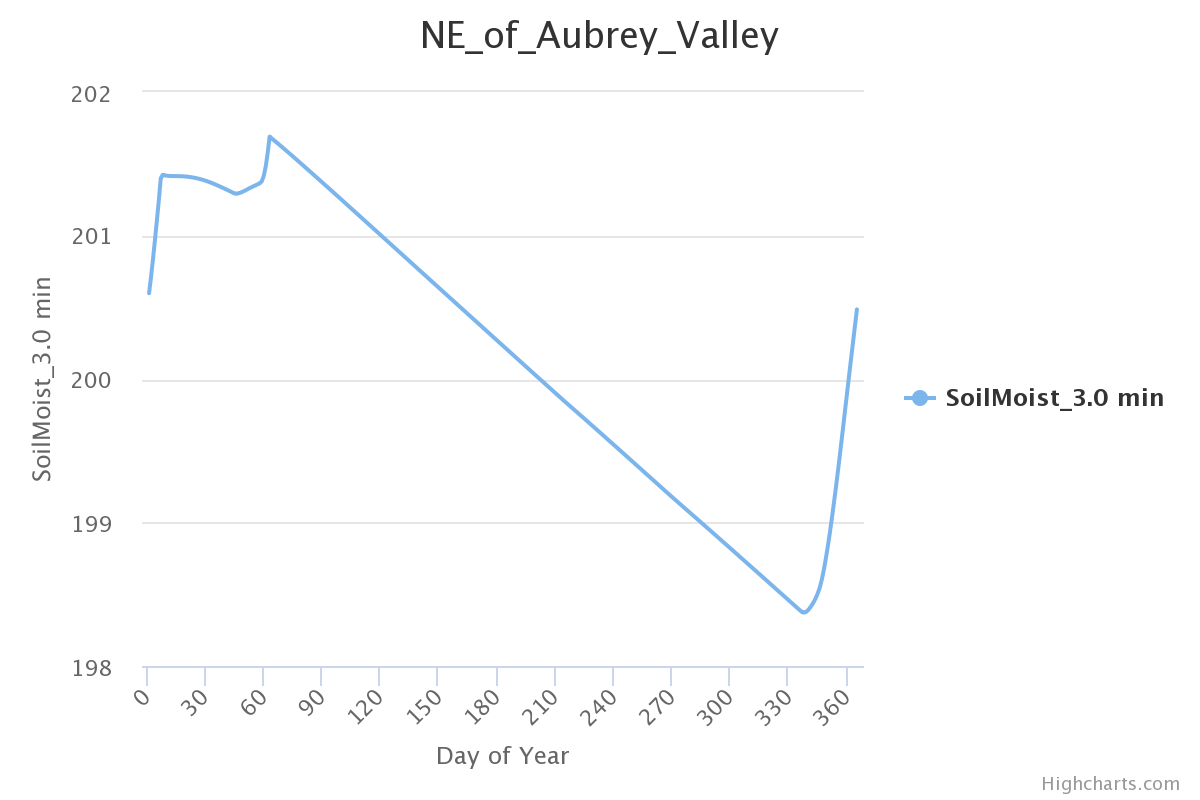 NE_of_Aubrey_Valley
SoilMoist_3.0 min
202
201
200
199
198
0 30 60 90 120 150 180 210 240 270 300 330 360
Day of Year
SoilMoist_3.0 min
Highcharts.com